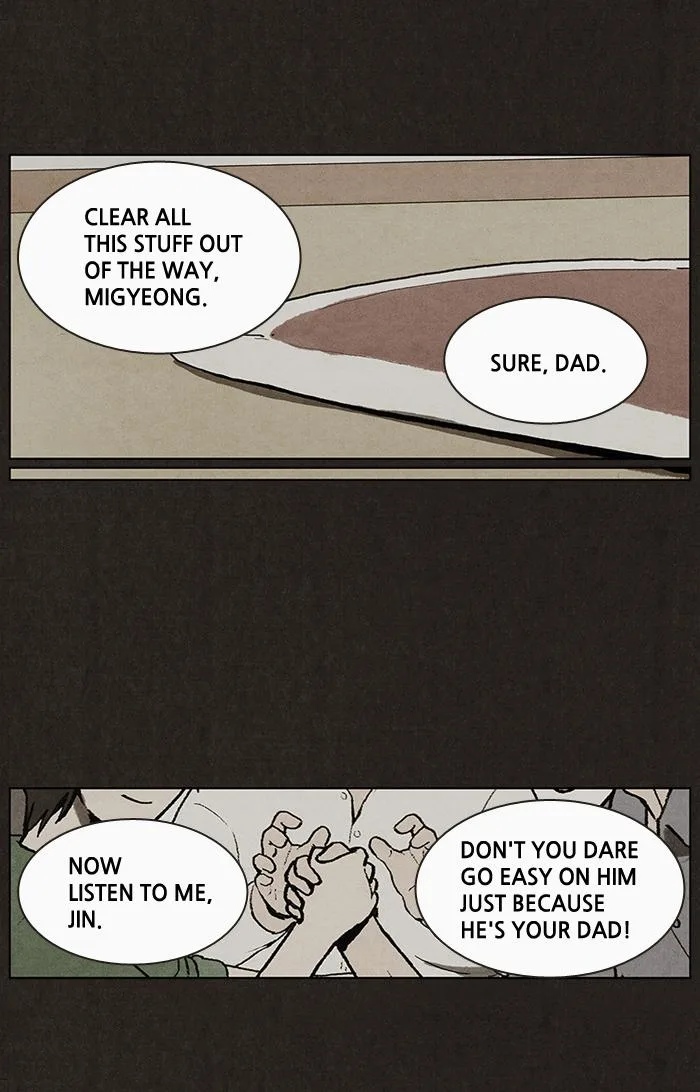 CLEAR ALL
THIS STUFF OUT
OF THE WAY,
MIGYEONG.
SURE, DAD.
NOW
LISTEN TO ME,
JIN.
DON'T YOU DARE
GO EASY ON HIM
JUST BECAUSE
HE'S YOUR DAD!